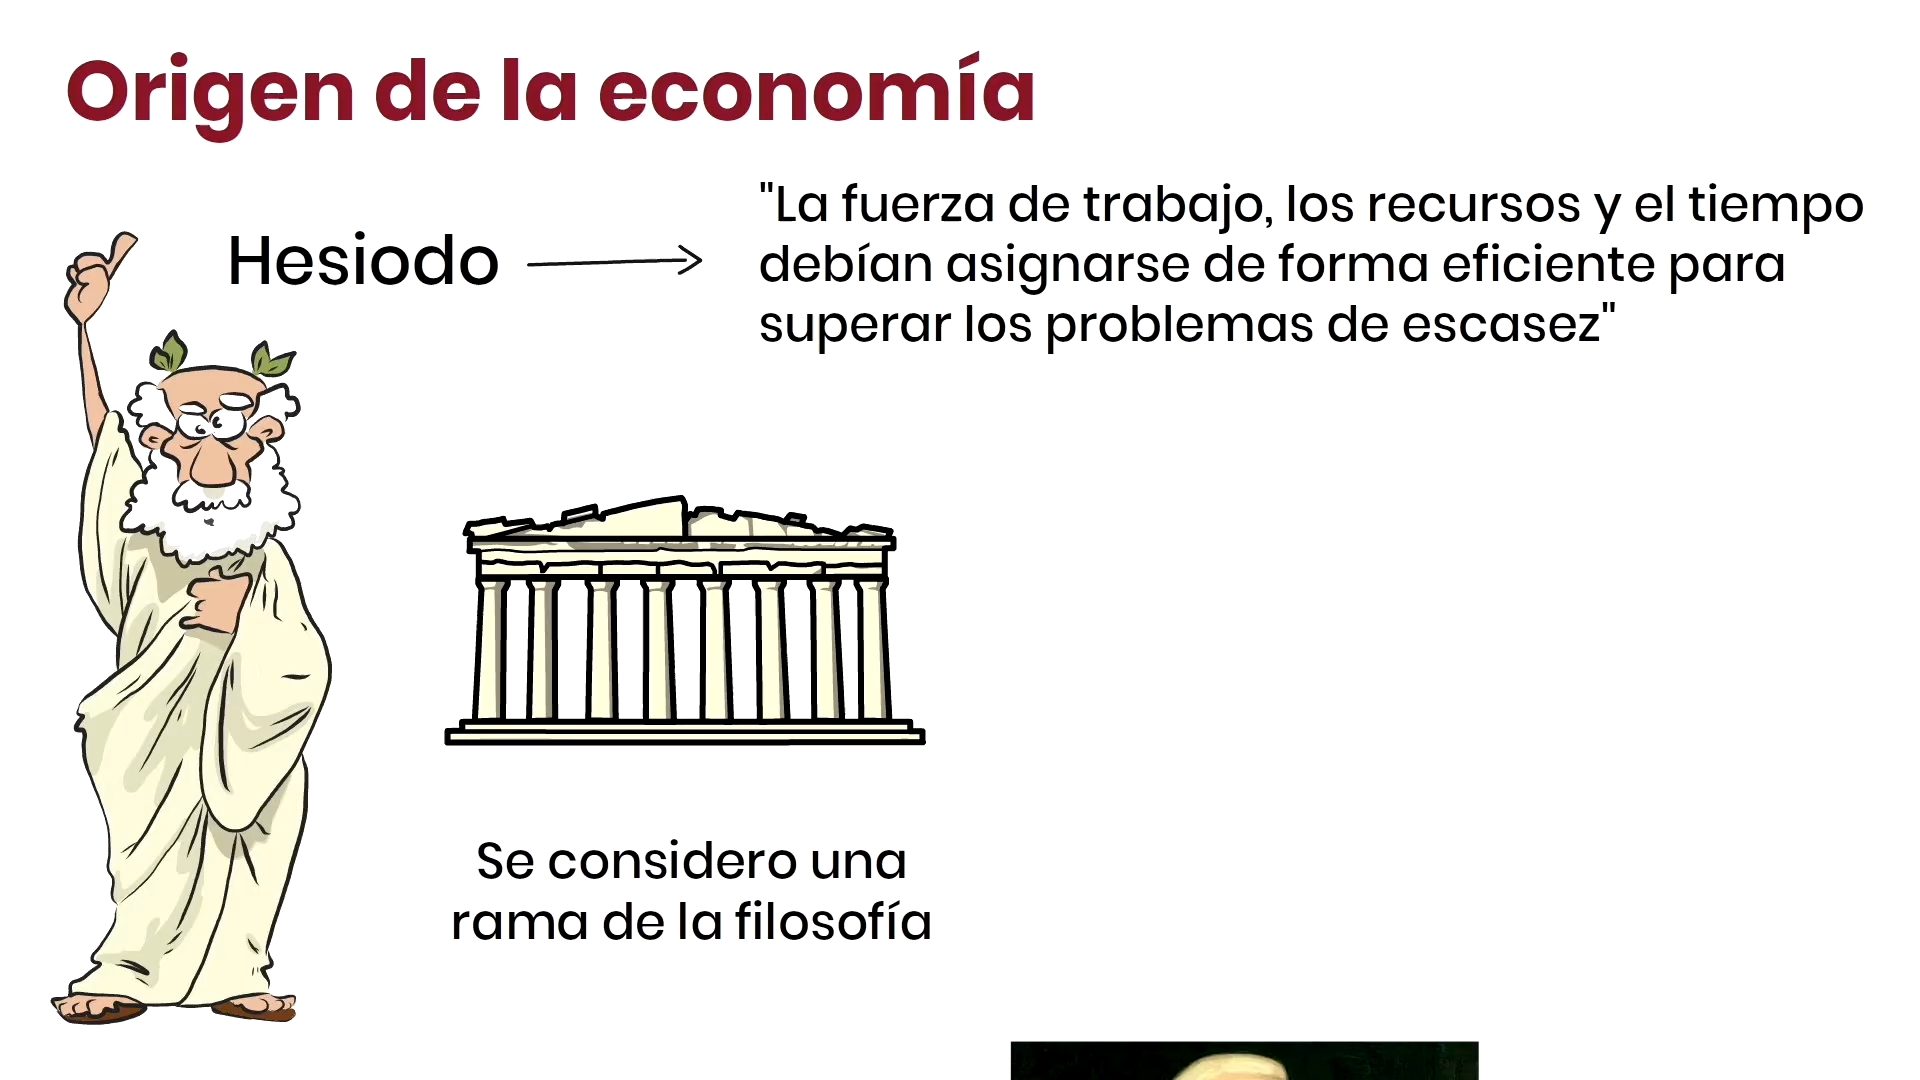 Origen de la economía
Hesiodo
"La fuerza de trabajo, los recursos y el tiempo
debían asignarse de forma eficiente para
superar los problemas de escasez"
Se considero una
rama de la filosofía